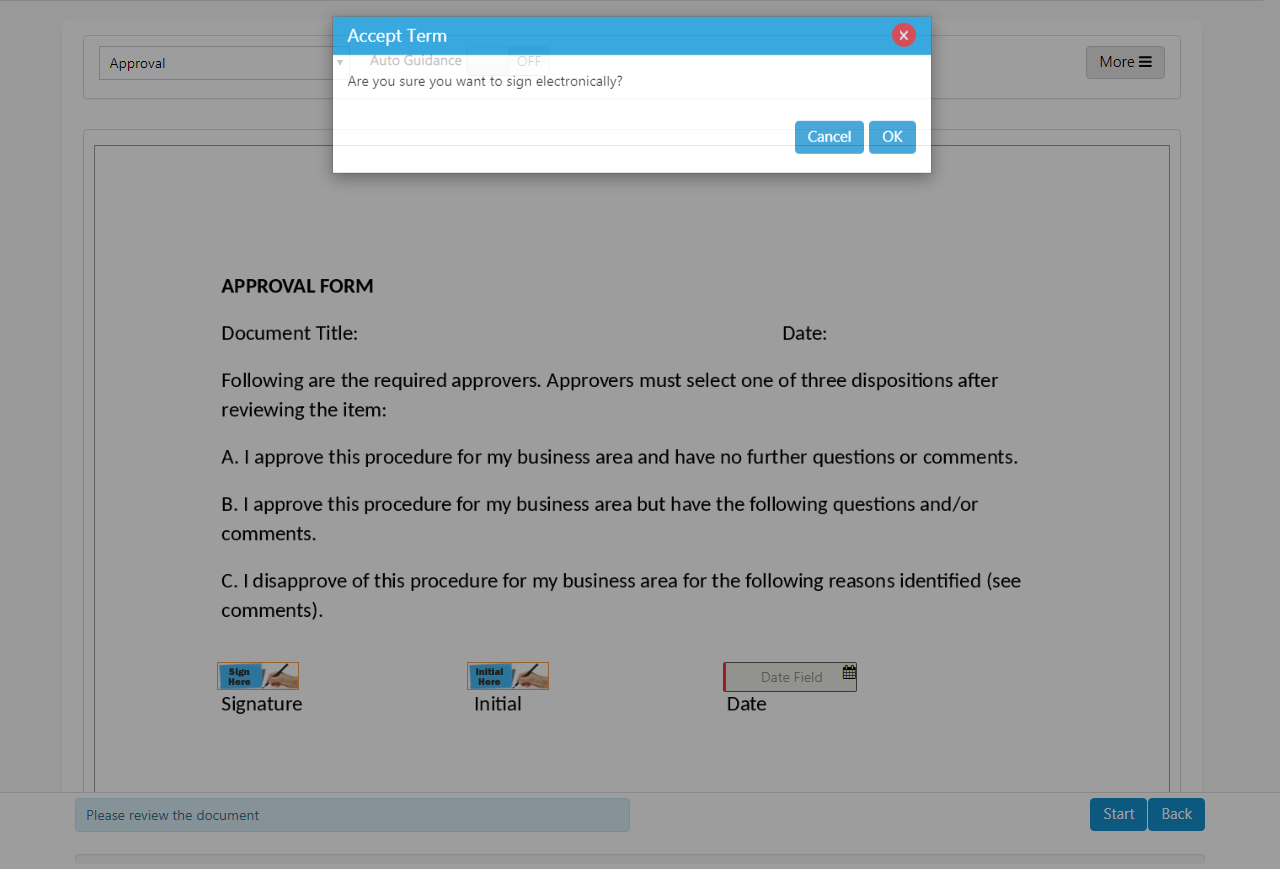 Accept Term
Approval
Auto Guidance OFF
More
Are you sure you want to sign electronically?
Cancel OK
APPROVAL FORM
Document Title: Date:
Following are the required approvers. Approvers must select one of three dispositions after
reviewing the item:
A. I approve this procedure for my business area and have no further questions or comments.
B. I approve this procedure for my business area but have the following questions and/or
comments.
C. I disapprove of this procedure for my business area for the following reasons identified (see
comments).
Sign
Here
Initial
Here
Date Field
Signature Initial Date
Please review the document
Start Back